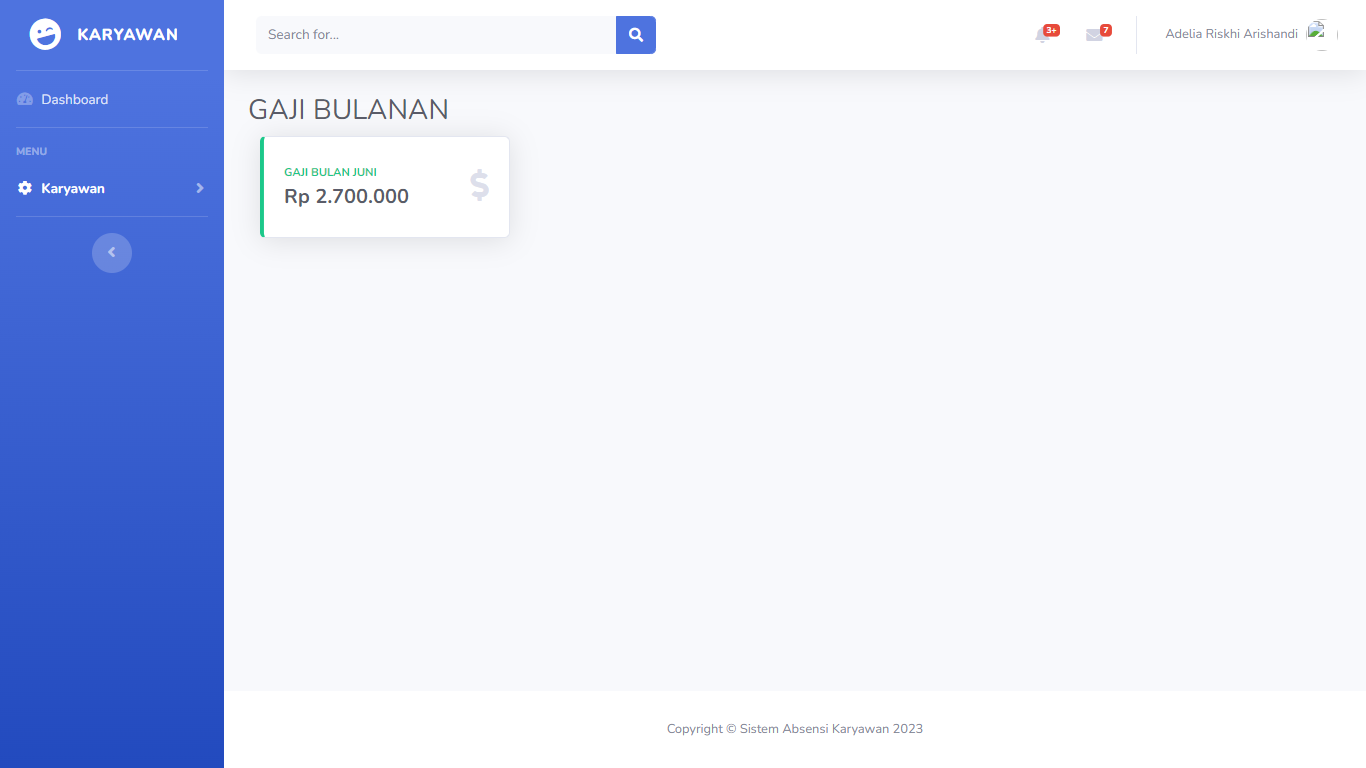 KARYAWAN
Dashboard
MENU
Karyawan
Search for...
3+
7
Adelia Riskhi Arishandi
GAJI BULANAN
GAJI BULAN JUNI
Rp 2.700.000
$
Copyright © Sistem Absensi Karyawan 2023